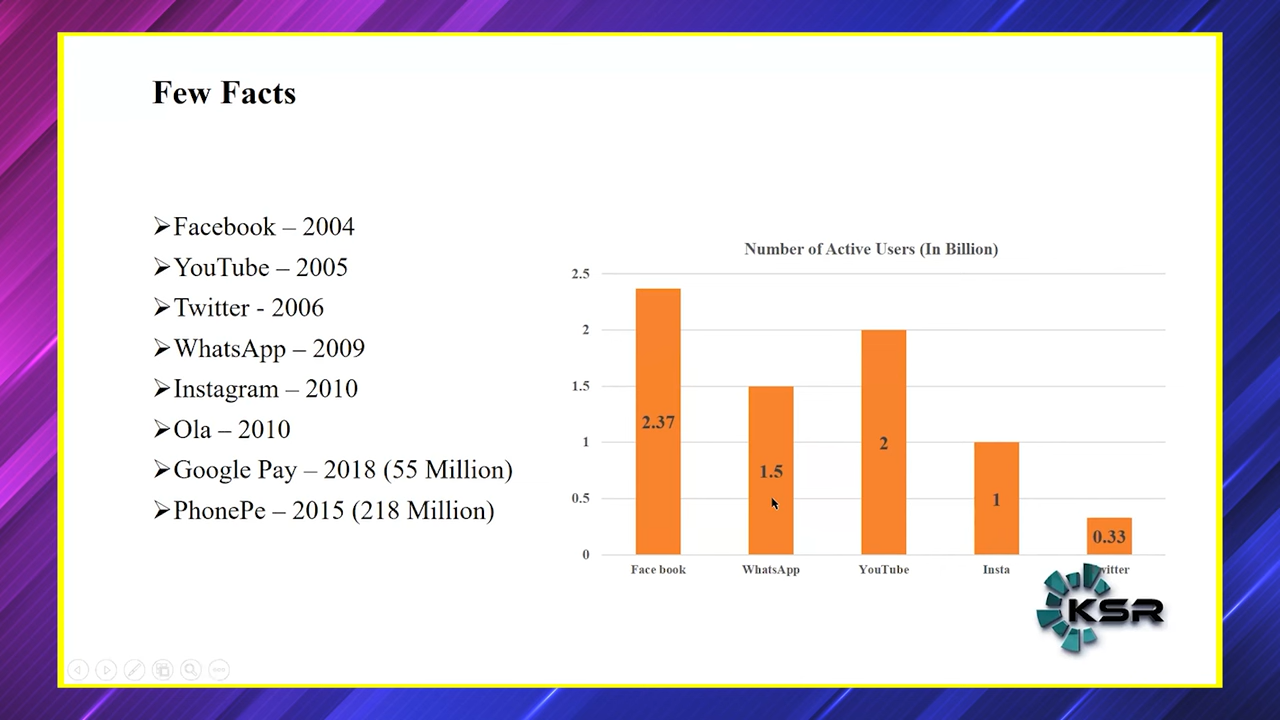 Few Facts
Facebook – 2004
YouTube – 2005
Twitter - 2006
WhatsApp – 2009
Instagram – 2010
Ola – 2010
Google Pay – 2018 (55 Million)
PhonePe – 2015 (218 Million)
Number of Active Users (In Billion)
2.5
2
1.5
1
0.5
0
2.37
1.5
2
1
0.33
Face book WhatsApp YouTube Insta
KSR